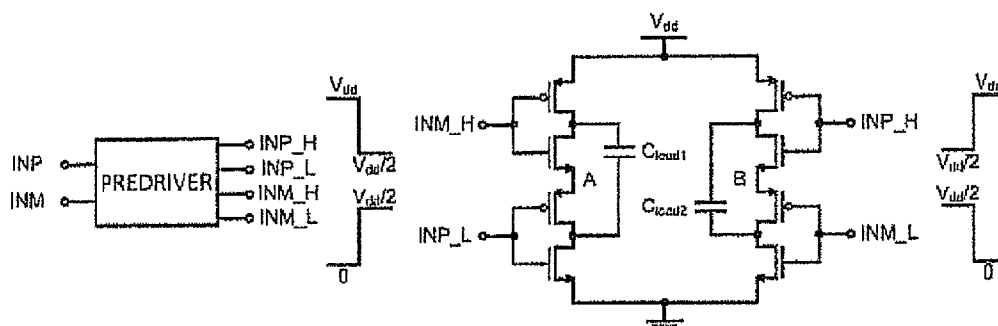 INP
INM
PREDRIVER
INP_H
INP_L
INM_H
INM_L
Vdd
Vdd/2
Vdd/2
0
Vdd
INM_H
INP_L
A
Cload1
B
Cload2
INP_H
INM_L
Vdd
Vdd/2
Vdd/2
0